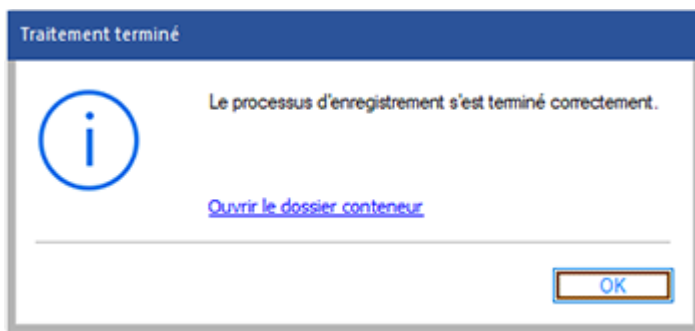 Traitement terminé
Le processus d'enregistrement s'est terminé correctement.
Ouvrir le dossier conteneur
OK